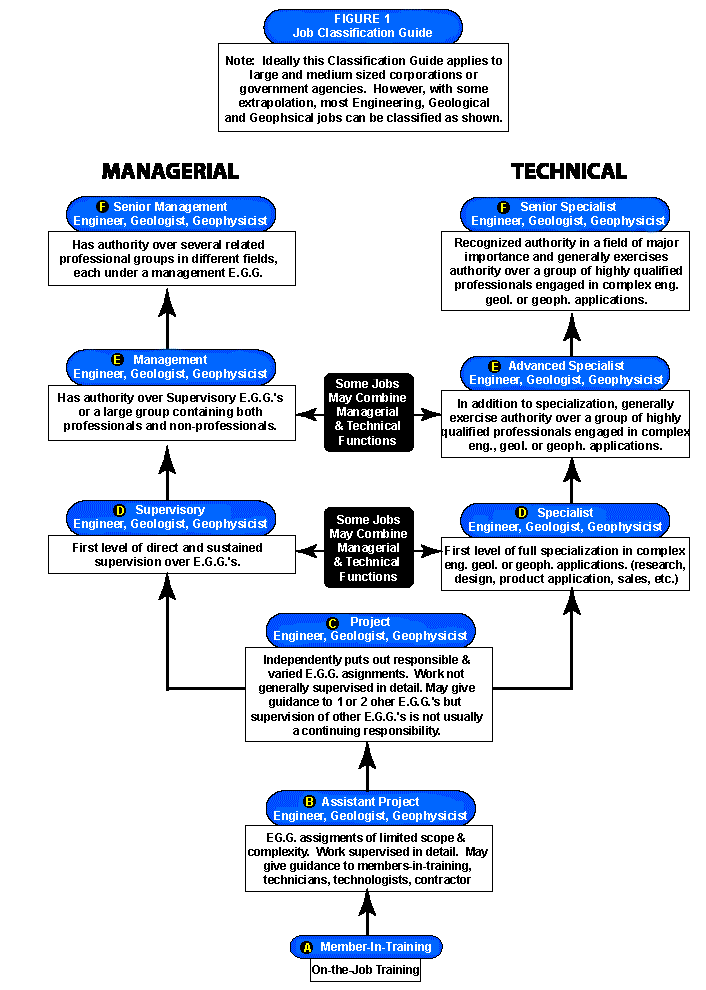 FIGURE 1
Job Classification Guide
Note:  Ideally this Classification Guide applies to
large and medium sized corporations or
government agencies.  However, with some
extrapolation, most Engineering, Geological
and Geophsical jobs can be classified as shown.
MANAGERIAL
TECHNICAL
F Senior Management
Engineer, Geologist, Geophysicist
Has authority over several related
professional groups in different fields,
each under a management E.G.G.
F Senior Specialist
Engineer, Geologist, Geophysicist
Recognized authority in a field of major
importance and generally exercises
authority over a group of highly qualified
professionals engaged in complex eng.
geol. or geoph. applications.
E Management
Engineer, Geologist, Geophysicist
Has authority over Supervisory E.G.G.'s
or a large group containing both
professionals and non-professionals.
Some Jobs
May Combine
Managerial
& Technical
Functions
E Advanced Specialist
Engineer, Geologist, Geophysicist
In addition to specialization, generally
exercise authority over a group of highly
qualified professionals engaged in complex
eng., geol. or geoph. applications.
D Supervisory
Engineer, Geologist, Geophysicist
First level of direct and sustained
supervision over E.G.G.'s.
Some Jobs
May Combine
Managerial
& Technical
Functions
D Specialist
Engineer, Geologist, Geophysicist
First level of full specialization in complex
eng. geol. or geoph. applications. (research,
design, product application, sales, etc.)
C Project
Engineer, Geologist, Geophysicist
Independently puts out responsible &
varied E.G.G. asignments.  Work not
generally supervised in detail. May give
guidance to 1 or 2 oher E.G.G.'s but
supervision of other E.G.G.'s is not usually
a continuing responsibility.
B Assistant Project
Engineer, Geologist, Geophysicist
EG.G. assigments of limited scope &
complexity.  Work supervised in detail.  May
give guidance to members-in-training,
technicians, technologists, contractor
A Member-In-Training
On-the-Job Training